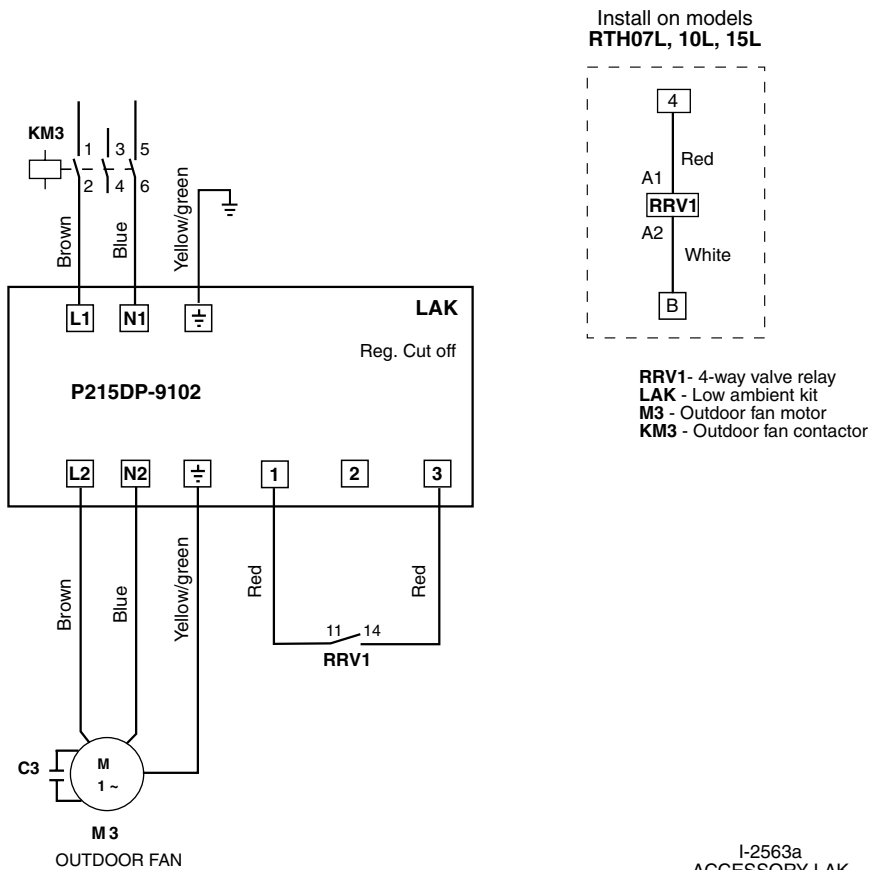 Install on models
RTH07L, 10L, 15L
4
Red
A1
RRV1
A2
White
B
RRV1- 4-way valve relay
LAK - Low ambient kit
M3 - Outdoor fan motor
KM3 - Outdoor fan contactor
KM3
1 3 5
2 4 6
Brown
Blue
Yellow/green
L1 N1
LAK
Reg. Cut off
P215DP-9102
L2 N2 1 2 3
Brown
Blue
Yellow/green
Red
Red
11 14
RRV1
C3
M
1 ~
M 3
OUTDOOR FAN
I-2563a
ACCESSORY LAK